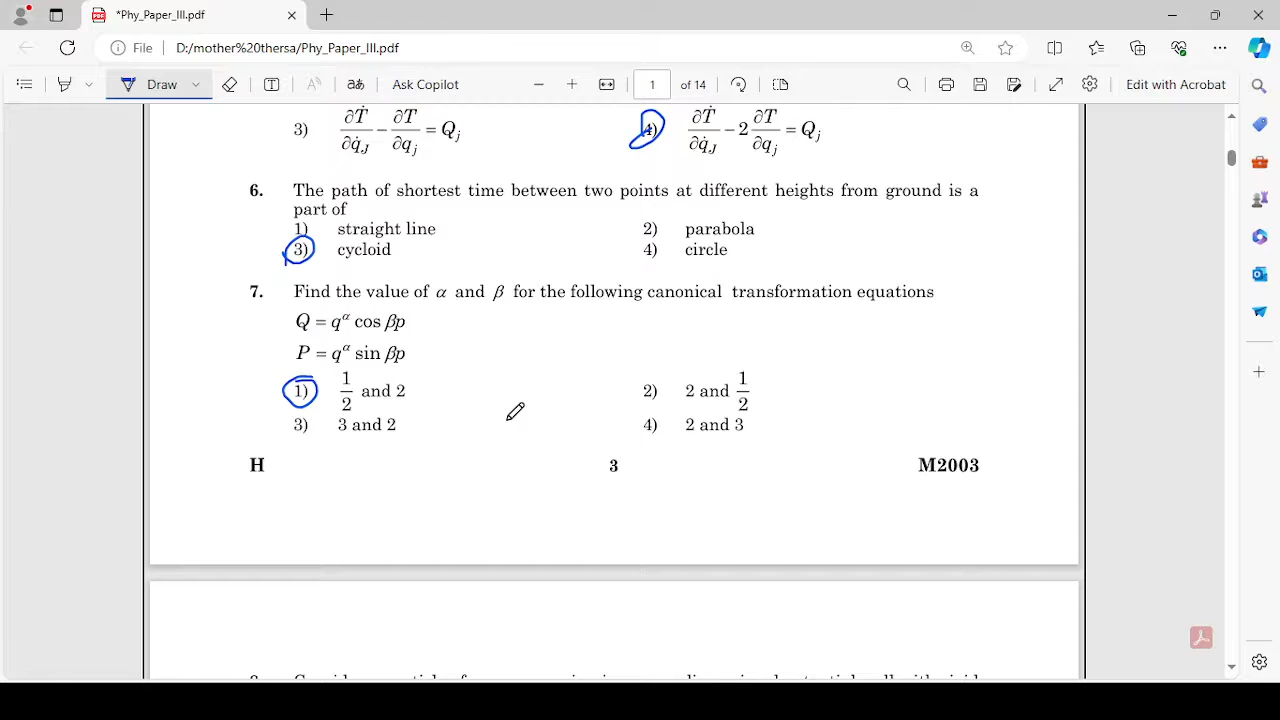 *Phy_Paper_III.pdf
File D:/mother%20thersa/Phy_Paper_III.pdf
Draw aあ Ask Copilot 1 of 14 Edit with Acrobat
3) ∂Ṫ/∂q̇_J − ∂T/∂q_j = Q_j 4) ∂Ṫ/∂q̇_J − 2 ∂T/∂q_j = Q_j
6. The path of shortest time between two points at different heights from ground is a
part of
1) straight line 2) parabola
3) cycloid 4) circle
7. Find the value of α and β for the following canonical transformation equations
Q = q^α cos βp
P = q^α sin βp
1) 1/2 and 2 2) 2 and 1/2
3) 3 and 2 4) 2 and 3
H 3 M2003